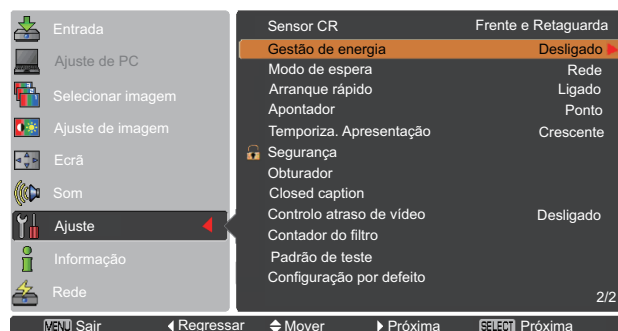 Entrada
Ajuste de PC
Selecionar imagem
Ajuste de imagem
Ecrã
Som
Ajuste
Informação
Rede
Sensor CR Frente e Retaguarda
Gestão de energia Desligado
Modo de espera Rede
Arranque rápido Ligado
Apontador Ponto
Temporiza. Apresentação Crescente
Segurança
Obturador
Closed caption
Controlo atraso de vídeo Desligado
Contador do filtro
Padrão de teste
Configuração por defeito
2/2
MENU Sair Regressar Mover Próxima SELECT Próxima